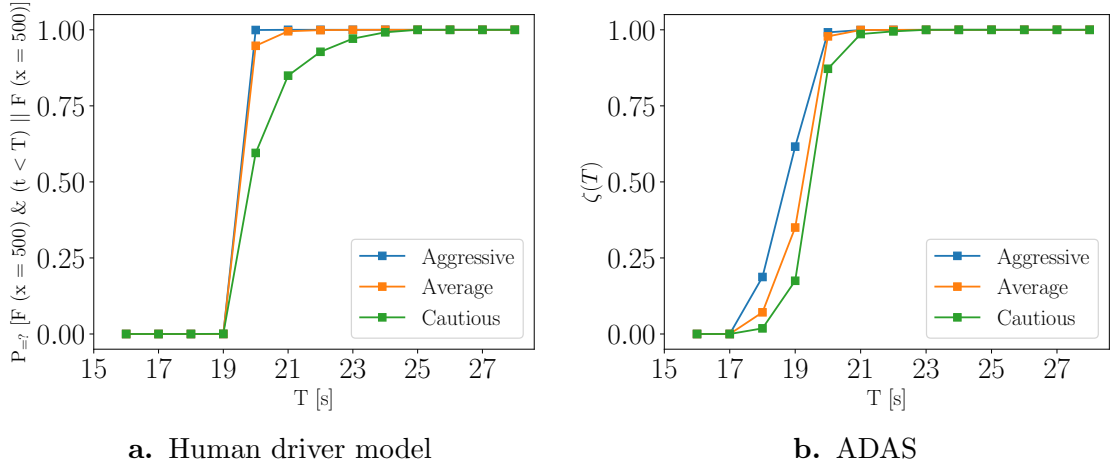 P=? [F (x = 500) & (t < T) || F (x = 500)]
1.00
0.75
0.50
0.25
0.00
15 17 19 21 23 25 27
T [s]
Aggressive
Average
Cautious
a. Human driver model
ζ(T)
1.00
0.75
0.50
0.25
0.00
15 17 19 21 23 25 27
T [s]
Aggressive
Average
Cautious
b. ADAS